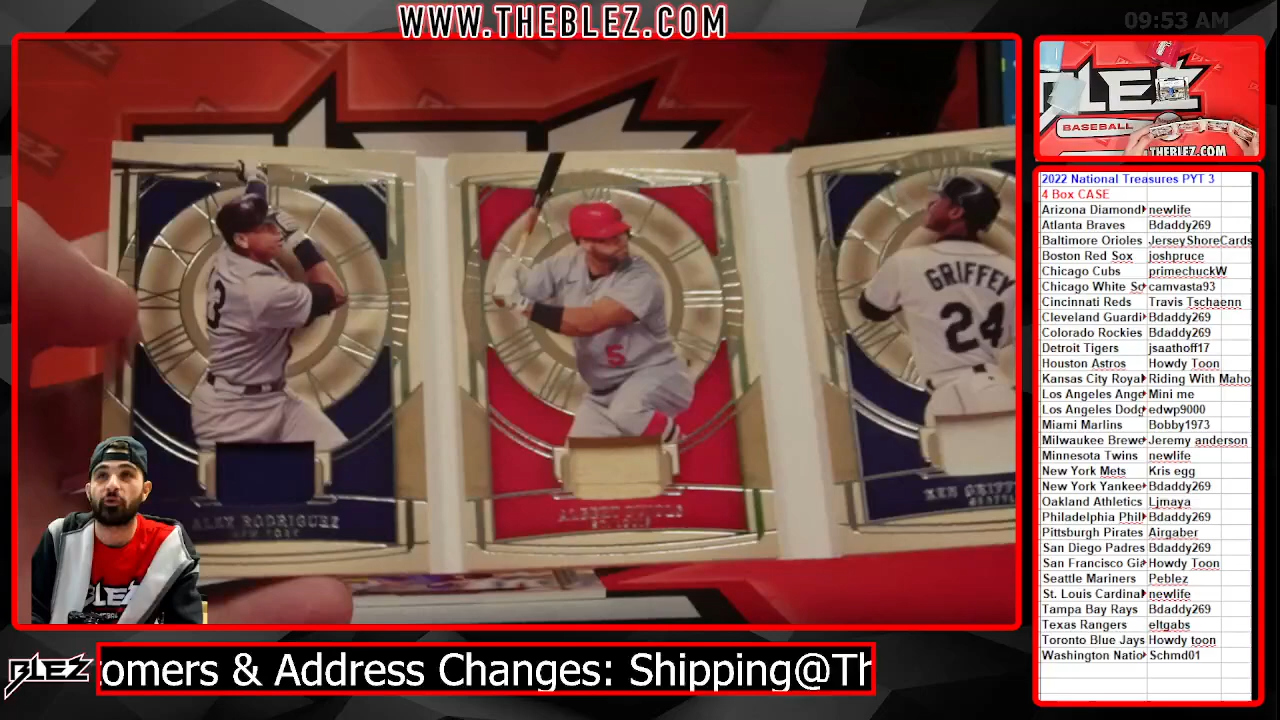 WWW.THEBLEZ.COM
09:53 AM
3
ALEX RODRIGUEZ
NEW YORK
5
ALBERT PUJOLS
GRIFFEY
24
KEN GRIFF
BLEZ
BASEBALL
THEBLEZ.COM
2022 National Treasures PYT 3
4 Box CASE
Arizona Diamond newlife
Atlanta Braves Bdaddy269
Baltimore Orioles JerseyShoreCards
Boston Red Sox joshpruce
Chicago Cubs primechuckW
Chicago White So camvasta93
Cincinnati Reds Travis Tschaenn
Cleveland Guardi Bdaddy269
Colorado Rockies Bdaddy269
Detroit Tigers jsaathoff17
Houston Astros Howdy Toon
Kansas City Roya Riding With Maho
Los Angeles Ange Mini me
Los Angeles Dodg edwp9000
Miami Marlins Bobby1973
Milwaukee Brewe Jeremy anderson
Minnesota Twins newlife
New York Mets Kris egg
New York Yankee Bdaddy269
Oakland Athletics Ljmaya
Philadelphia Phil Bdaddy269
Pittsburgh Pirates Airgaber
San Diego Padres Bdaddy269
San Francisco Gia Howdy Toon
Seattle Mariners Peblez
St. Louis Cardinal newlife
Tampa Bay Rays Bdaddy269
Texas Rangers eltgabs
Toronto Blue Jays Howdy toon
Washington Natio Schmd01
BLEZ
omers & Address Changes: Shipping@Th